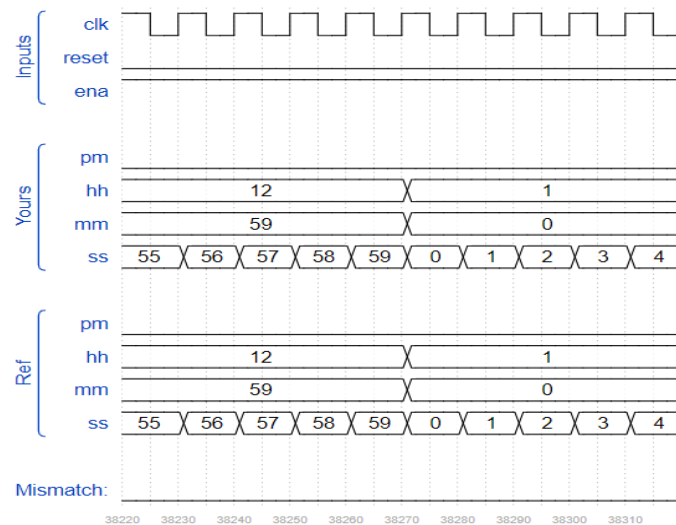 Inputs
clk
reset
ena
Yours
pm
hh 12 1
mm 59 0
ss 55 56 57 58 59 0 1 2 3 4
Ref
pm
hh 12 1
mm 59 0
ss 55 56 57 58 59 0 1 2 3 4
Mismatch:
38220 38230 38240 38250 38260 38270 38280 38290 38300 38310